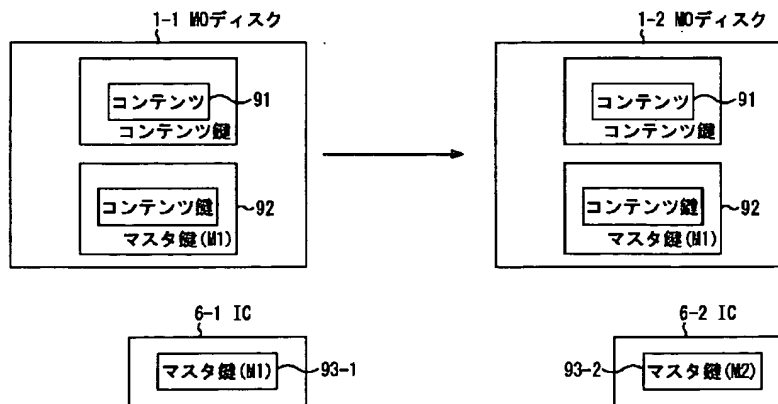 1-1 MOディスク
1-2 MOディスク
コンテンツ
91
コンテンツ鍵
コンテンツ
91
コンテンツ鍵
コンテンツ鍵
92
マスタ鍵(M1)
コンテンツ鍵
92
マスタ鍵(M1)
6-1 IC
6-2 IC
マスタ鍵(M1)
93-1
93-2
マスタ鍵(M2)